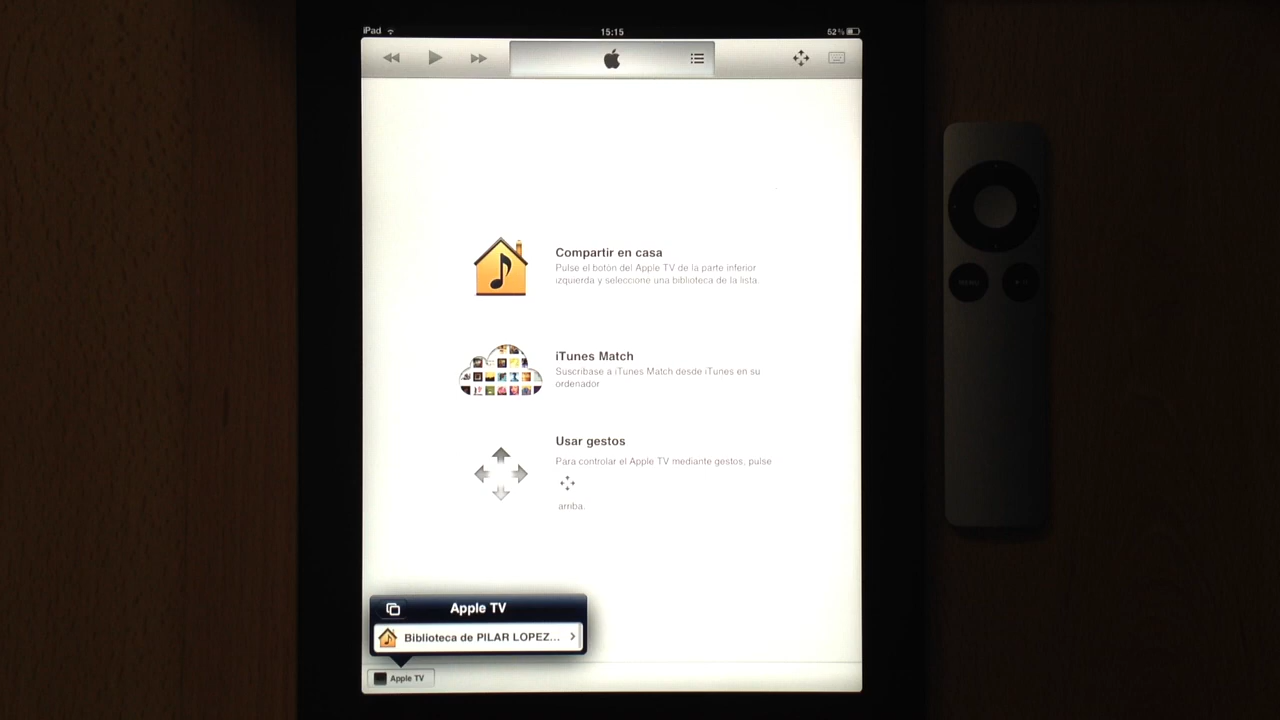 iPad
15:15
52 %
Compartir en casa
Pulse el botón del Apple TV de la parte inferior
izquierda y seleccione una biblioteca de la lista.
iTunes Match
Suscríbase a iTunes Match desde iTunes en su
ordenador
Usar gestos
Para controlar el Apple TV mediante gestos, pulse
arriba.
Apple TV
Biblioteca de PILAR LOPEZ...
Apple TV
MENU